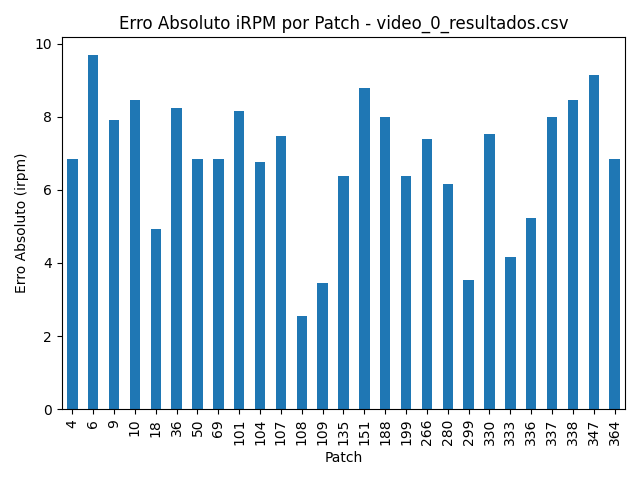 Erro Absoluto iRPM por Patch - video_0_resultados.csv
Erro Absoluto (irpm)
10
8
6
4
2
0
4 6 9 10 18 36 50 69 101 104 107 108 109 135 151 188 199 266 280 299 330 333 336 337 338 347 364
Patch